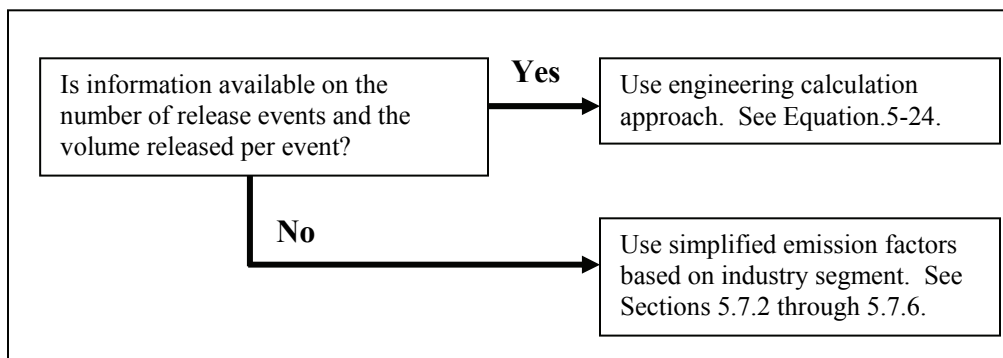 Is information available on the
number of release events and the
volume released per event?
Yes
Use engineering calculation
approach.  See Equation.5-24.
No
Use simplified emission factors
based on industry segment.  See
Sections 5.7.2 through 5.7.6.